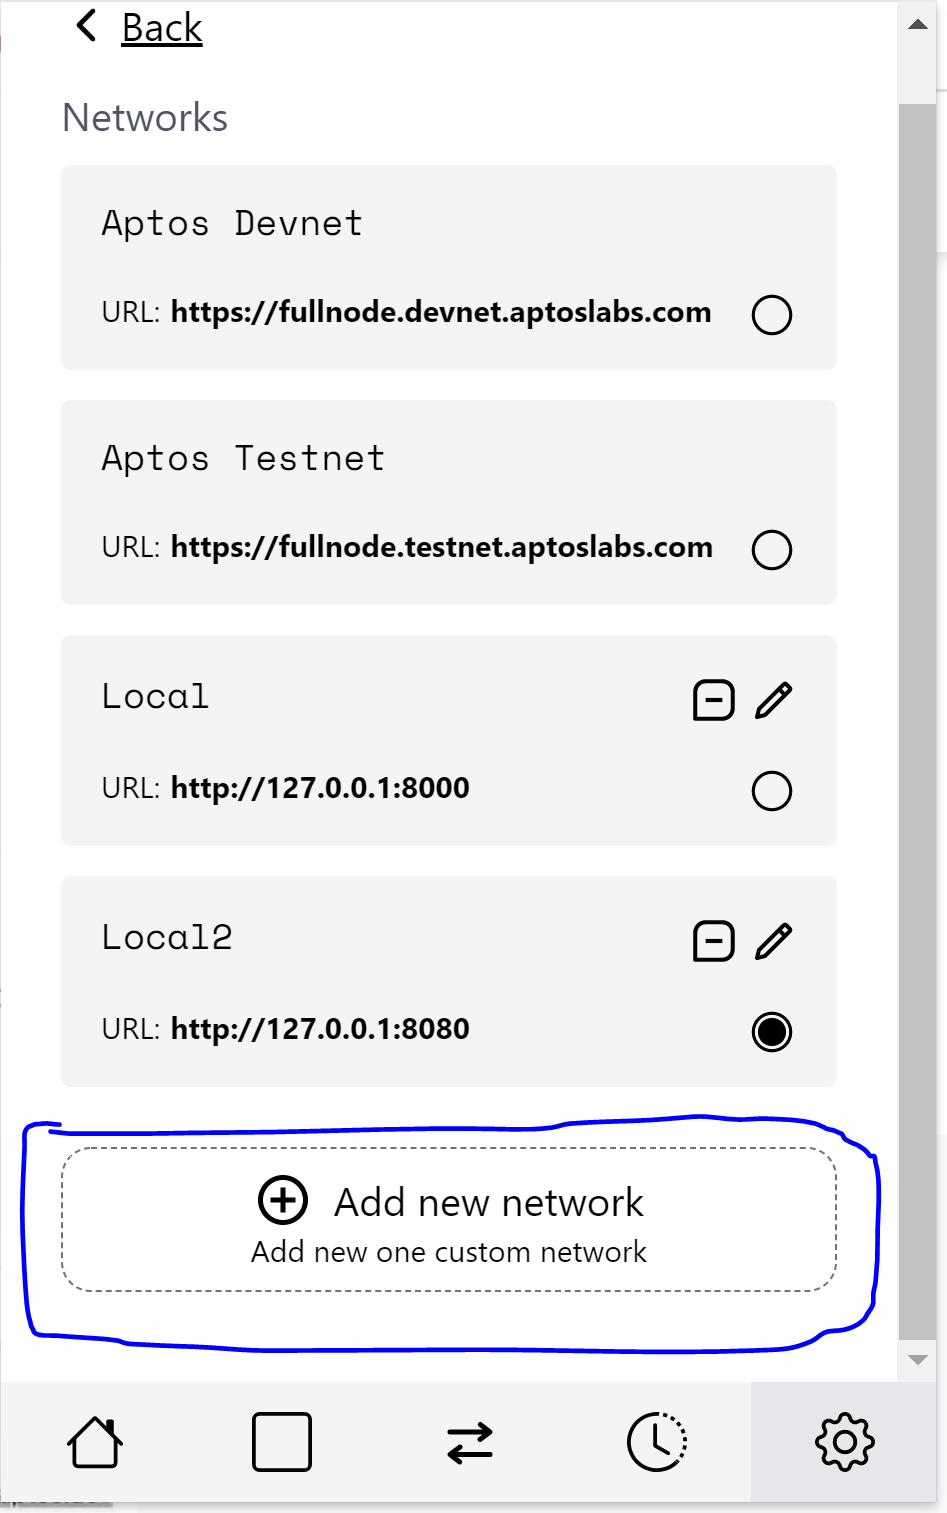 Back
Networks
Aptos Devnet
URL: https://fullnode.devnet.aptoslabs.com
Aptos Testnet
URL: https://fullnode.testnet.aptoslabs.com
Local
URL: http://127.0.0.1:8000
Local2
URL: http://127.0.0.1:8080
Add new network
Add new one custom network